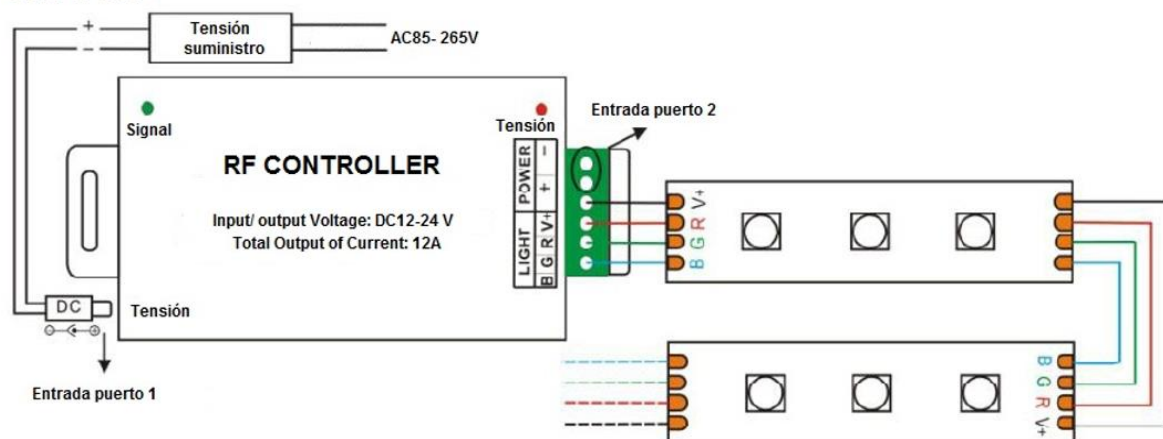 +
−
Tensión
suministro
AC85- 265V
Signal
Tensión
Entrada puerto 2
RF CONTROLLER
Input/ output Voltage: DC12-24 V
Total Output of Current: 12A
POWER
−
+
LIGHT
V+
R
G
B
V+
R
G
B
DC
Tensión
− +
Entrada puerto 1
B
G
R
V+